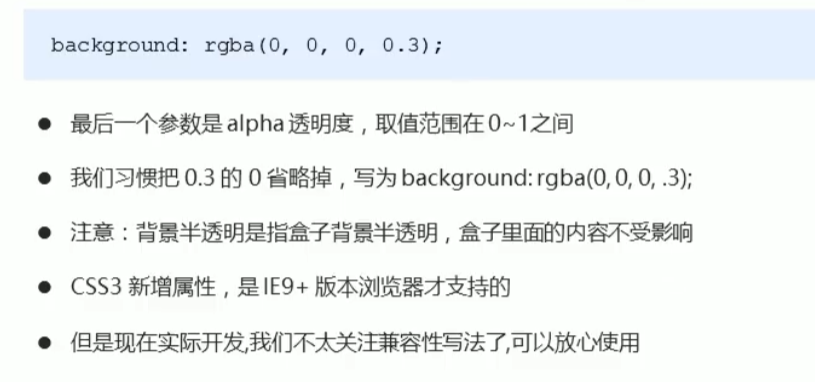 background: rgba(0, 0, 0, 0.3);
● 最后一个参数是 alpha 透明度，取值范围在 0~1之间
● 我们习惯把 0.3 的 0 省略掉，写为 background: rgba(0, 0, 0, .3);
● 注意：背景半透明是指盒子背景半透明，盒子里面的内容不受影响
● CSS3 新增属性，是 IE9+ 版本浏览器才支持的
● 但是现在实际开发,我们不太关注兼容性写法了,可以放心使用